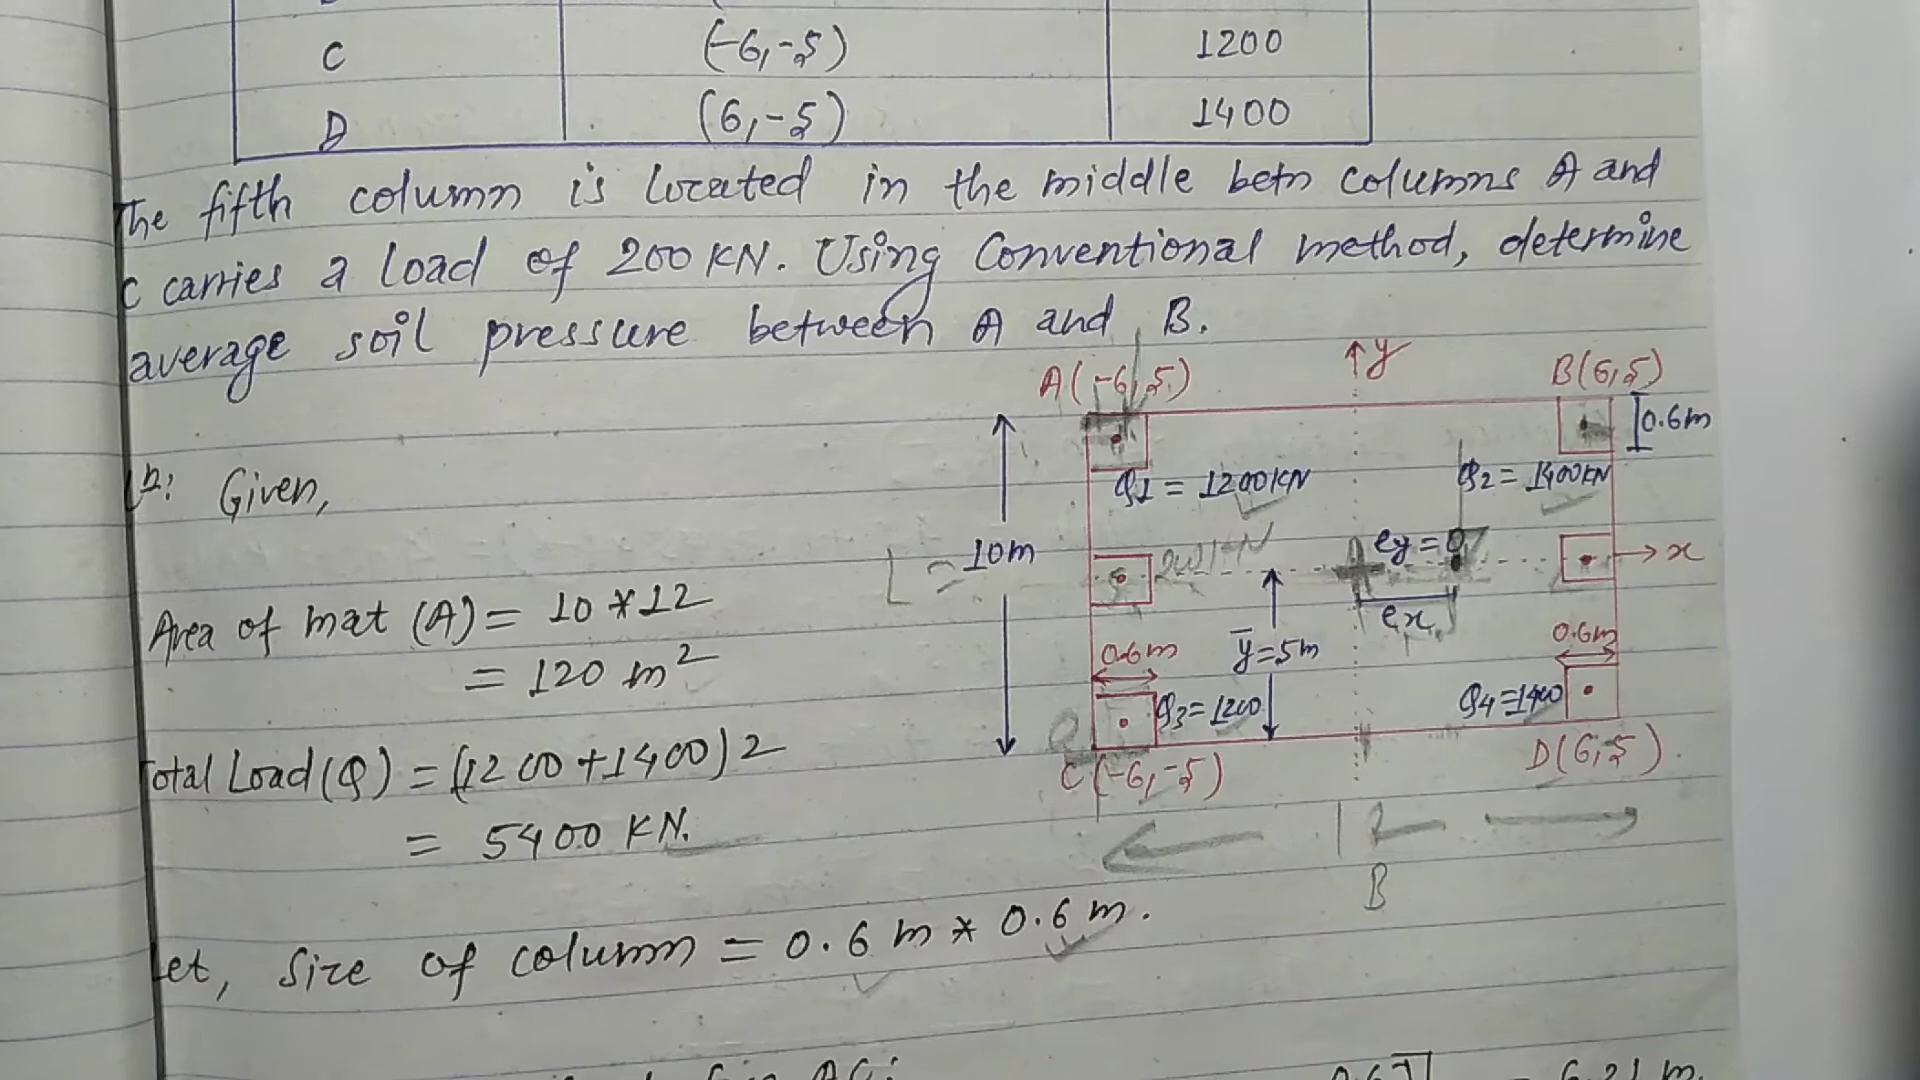 C (-6,-5) 1200
D (6,-5) 1400
The fifth column is located in the middle betn columns A and
C carries a load of 200 KN. Using Conventional method, determine
average soil pressure between A and B.
A(-6,5) y B(6,5)
0.6m
Given,
Q1 = 1200KN Q2 = 1400KN
L = 10m ey = 0 x
ex
Area of mat (A) = 10*12
= 120 m2
0.6m y̅=5m 0.6m
Q3=1200 Q4=1400
Total Load (Q) = (1200+1400)2
= 5400 KN.
C(-6,-5) D(6,5).
12
B
Let, Size of column = 0.6 m * 0.6 m.